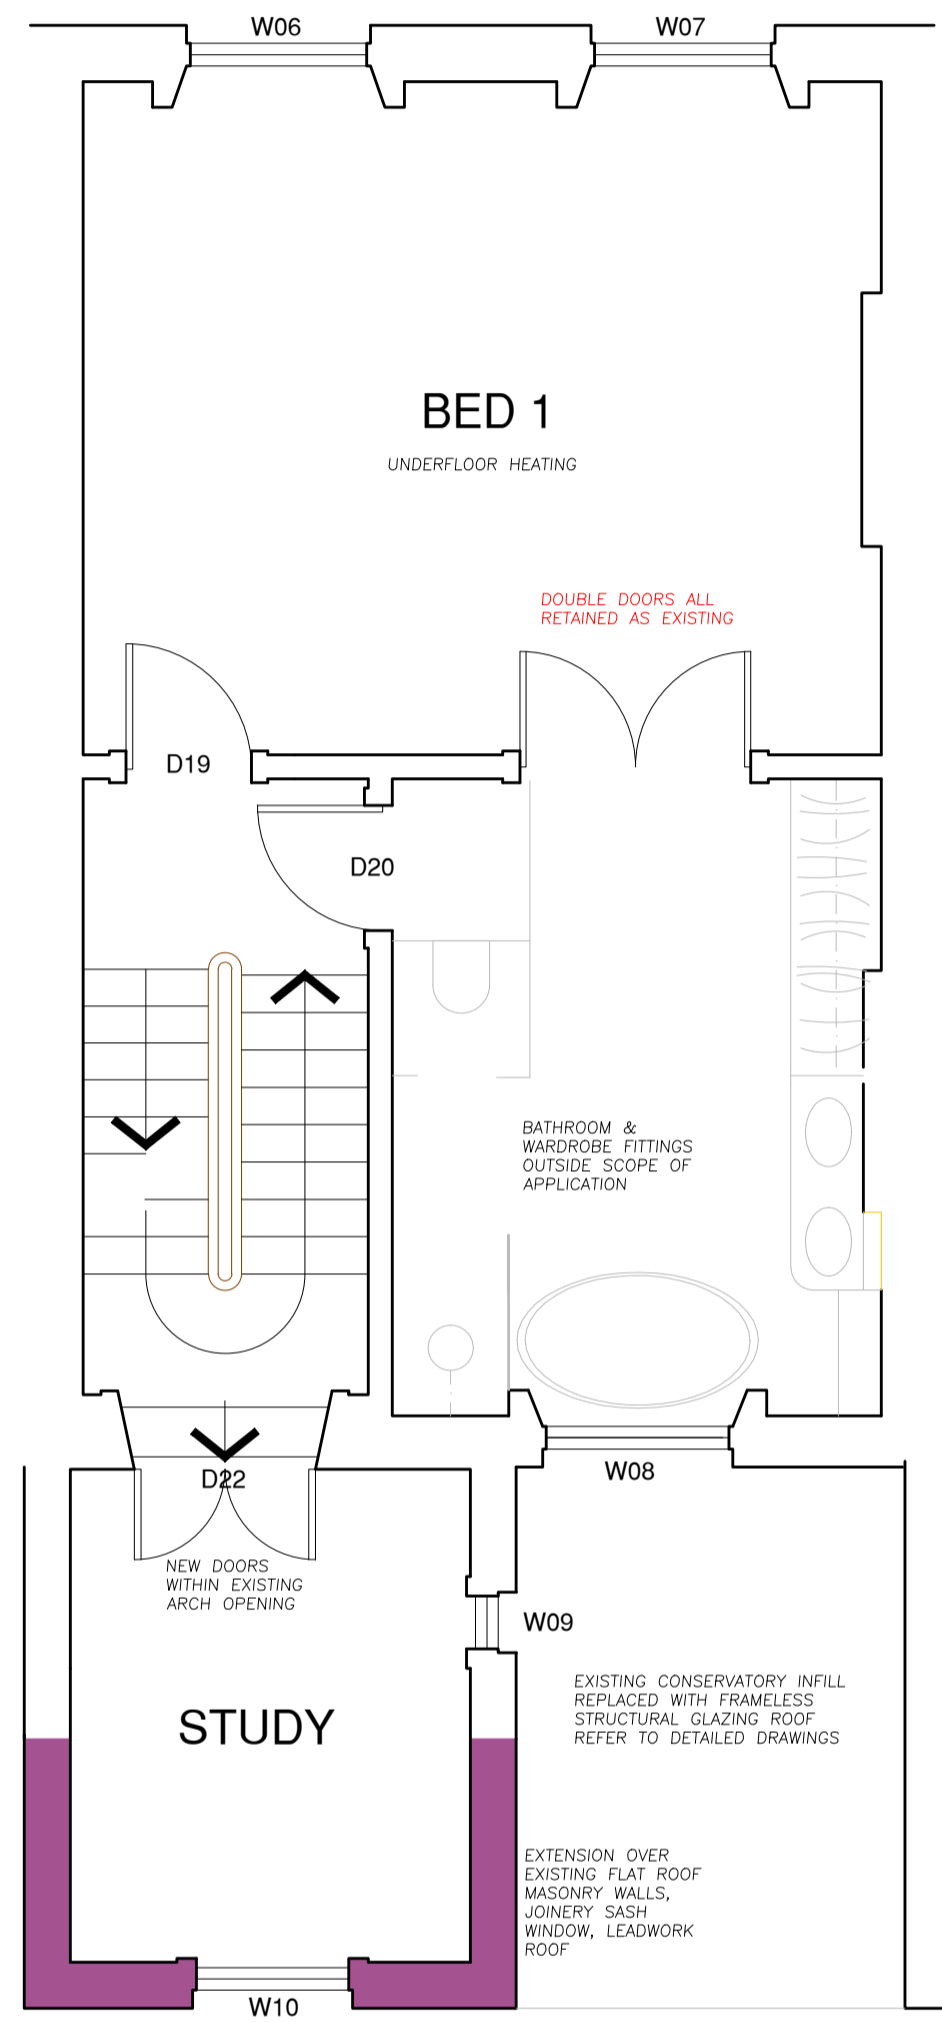 W06
W07
BED 1
UNDERFLOOR HEATING
DOUBLE DOORS ALL
RETAINED AS EXISTING
D19
D20
BATHROOM &
WARDROBE FITTINGS
OUTSIDE SCOPE OF
APPLICATION
W08
D22
NEW DOORS
WITHIN EXISTING
ARCH OPENING
W09
EXISTING CONSERVATORY INFILL
REPLACED WITH FRAMELESS
STRUCTURAL GLAZING ROOF
REFER TO DETAILED DRAWINGS
STUDY
EXTENSION OVER
EXISTING FLAT ROOF
MASONRY WALLS,
JOINERY SASH
WINDOW, LEADWORK
ROOF
W10